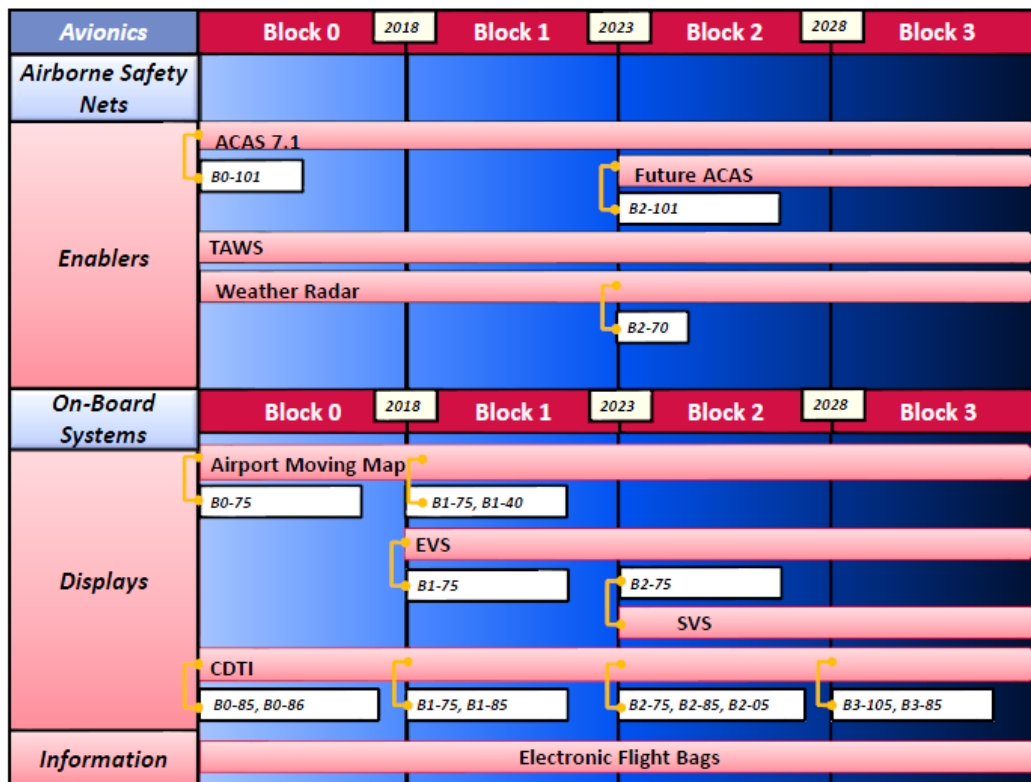 Avionics Block 0 2018 Block 1 2023 Block 2 2028 Block 3
Airborne Safety
Nets
ACAS 7.1
B0-101
Future ACAS
B2-101
Enablers
TAWS
Weather Radar
B2-70
On-Board
Systems
Block 0 2018 Block 1 2023 Block 2 2028 Block 3
Airport Moving Map
B0-75 B1-75, B1-40
EVS
Displays
B1-75 B2-75
SVS
CDTI
B0-85, B0-86 B1-75, B1-85 B2-75, B2-85, B2-05 B3-105, B3-85
Information Electronic Flight Bags